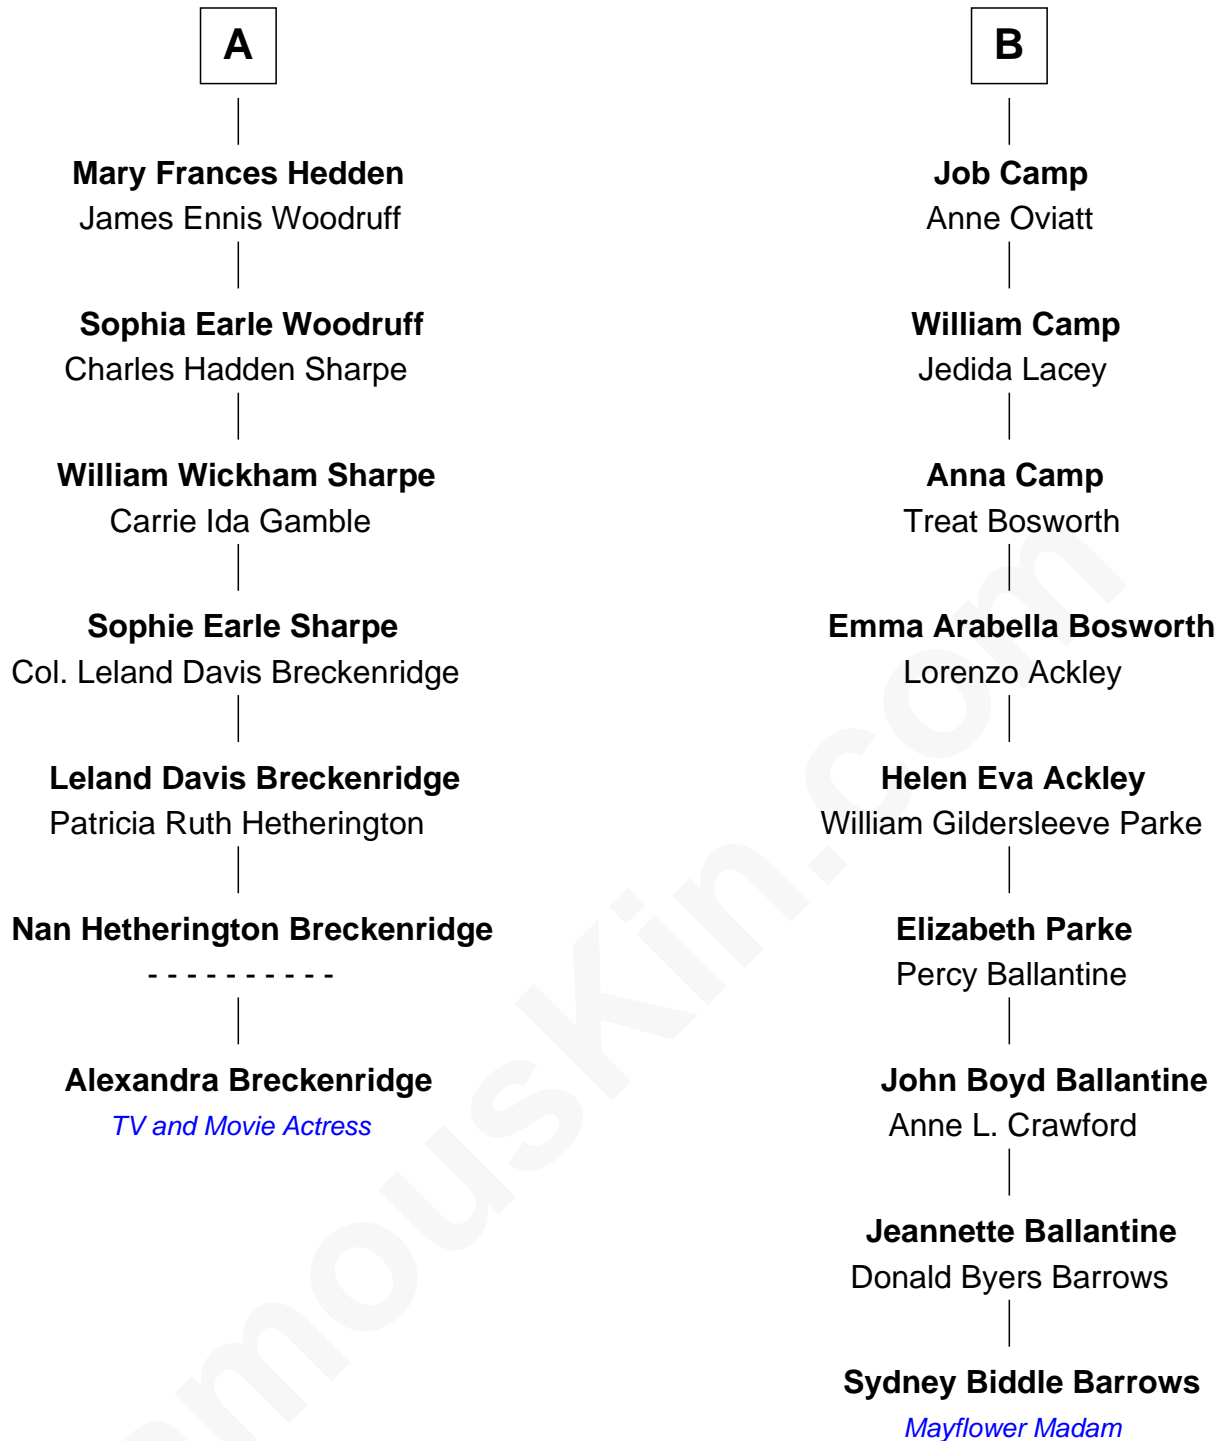 A
Mary Frances Hedden
James Ennis Woodruff
Sophia Earle Woodruff
Charles Hadden Sharpe
William Wickham Sharpe
Carrie Ida Gamble
Sophie Earle Sharpe
Col. Leland Davis Breckenridge
Leland Davis Breckenridge
Patricia Ruth Hetherington
Nan Hetherington Breckenridge
- - - - - - - - - -
Alexandra Breckenridge
TV and Movie Actress
B
Job Camp
Anne Oviatt
William Camp
Jedida Lacey
Anna Camp
Treat Bosworth
Emma Arabella Bosworth
Lorenzo Ackley
Helen Eva Ackley
William Gildersleeve Parke
Elizabeth Parke
Percy Ballantine
John Boyd Ballantine
Anne L. Crawford
Jeannette Ballantine
Donald Byers Barrows
Sydney Biddle Barrows
Mayflower Madam
amouskin.com